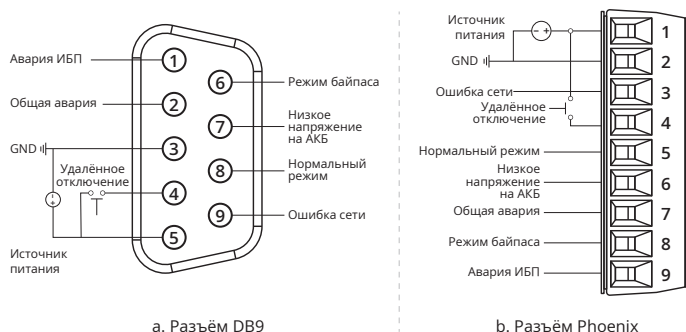 Авария ИБП
Общая авария
GND
Удалённое
отключение
Источник
питания
1
2
3
4
5
6
7
8
9
Режим байпаса
Низкое
напряжение
на АКБ
Нормальный
режим
Ошибка сети
a. Разъём DB9
Источник
питания
GND
Ошибка сети
Удалённое
отключение
Нормальный режим
Низкое
напряжение
на АКБ
Общая авария
Режим байпаса
Авария ИБП
1
2
3
4
5
6
7
8
9
b. Разъём Phoenix